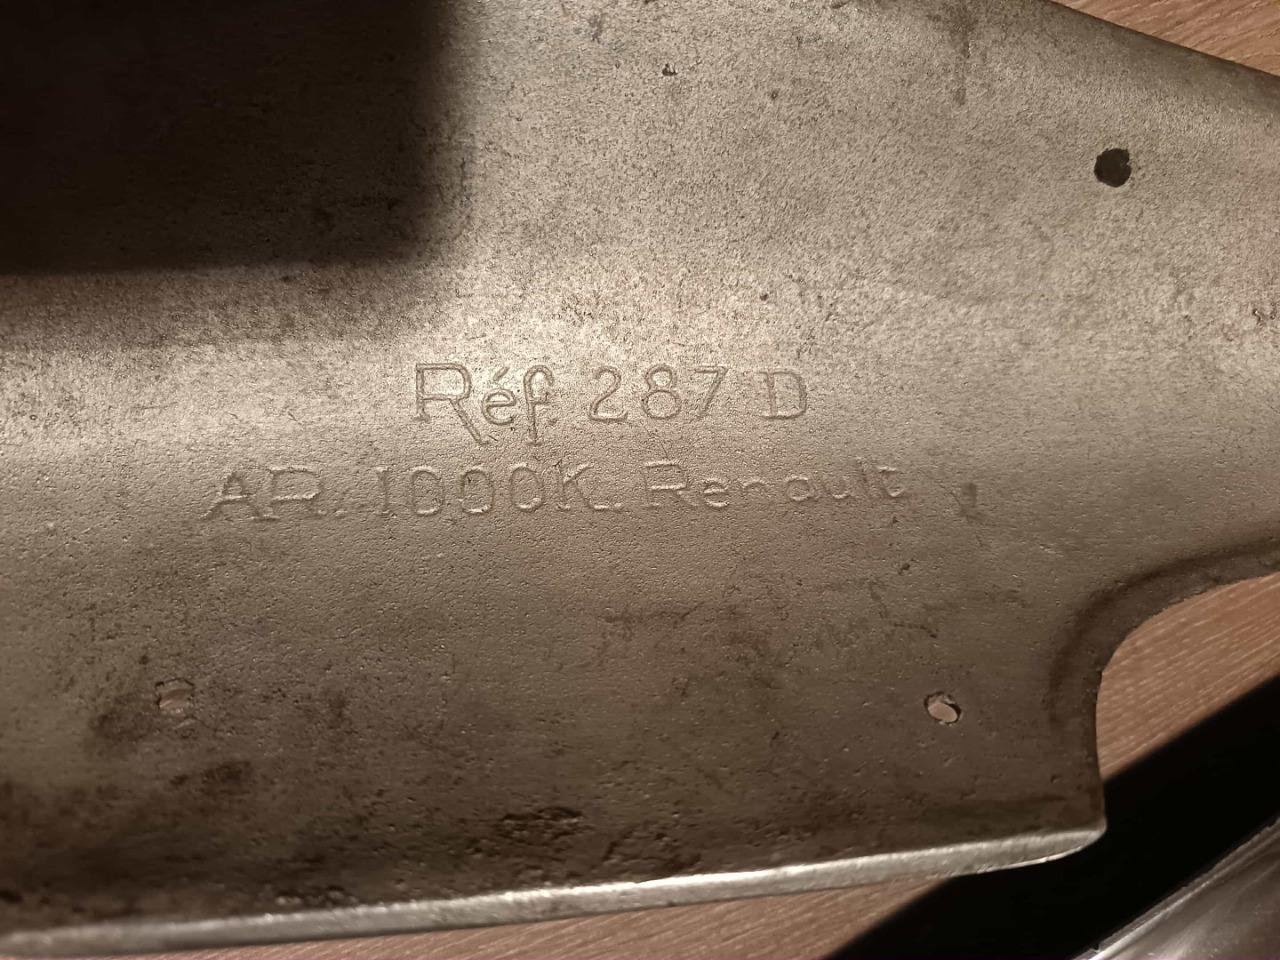 Réf. 287 D
AR. 1000K. Renault